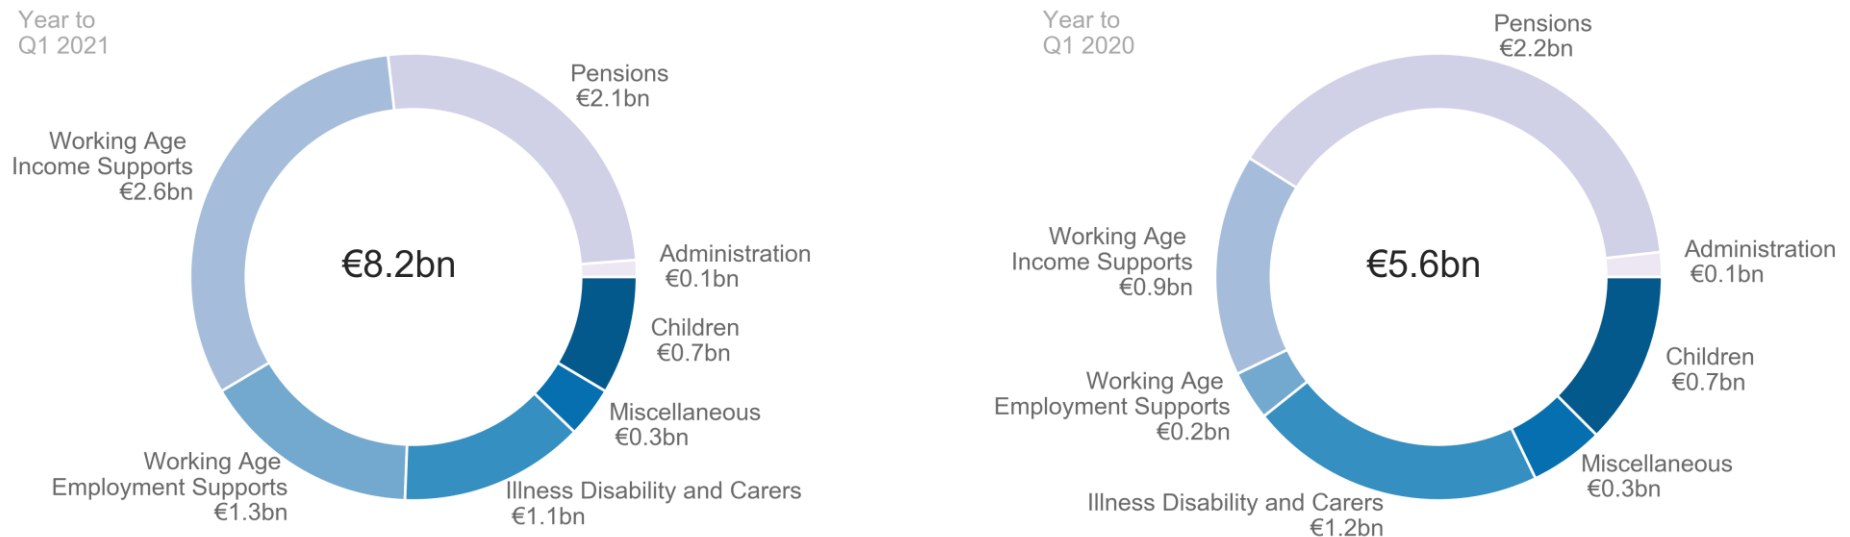 Year to
Q1 2021
Pensions
€2.1bn
Working Age
Income Supports
€2.6bn
€8.2bn
Administration
€0.1bn
Children
€0.7bn
Miscellaneous
€0.3bn
Working Age
Employment Supports
€1.3bn
Illness Disability and Carers
€1.1bn
Year to
Q1 2020
Pensions
€2.2bn
Working Age
Income Supports
€0.9bn
€5.6bn
Administration
€0.1bn
Children
€0.7bn
Working Age
Employment Supports
€0.2bn
Miscellaneous
€0.3bn
Illness Disability and Carers
€1.2bn